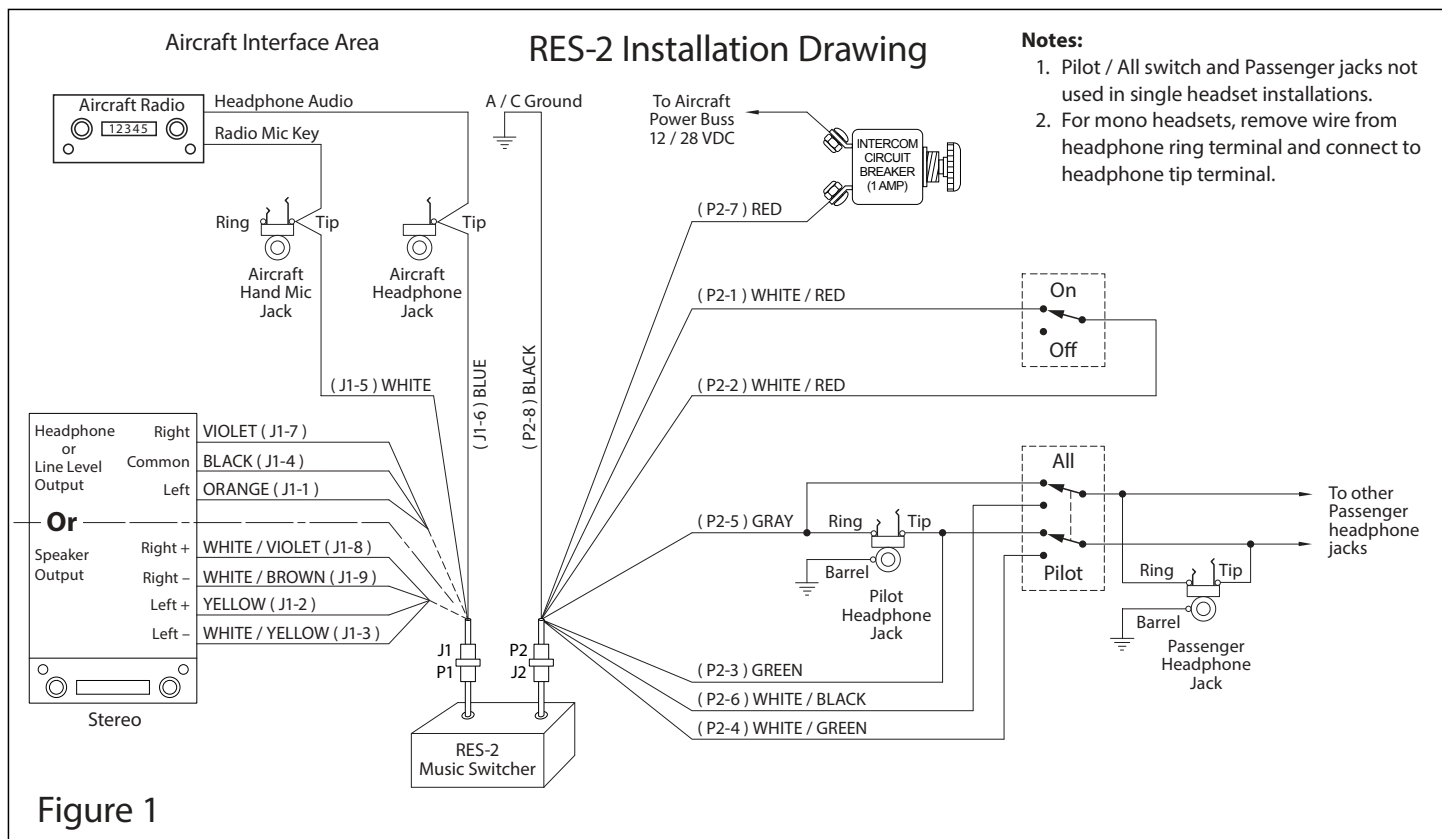 Aircraft Interface Area
RES-2 Installation Drawing
Notes:
1. Pilot / All switch and Passenger jacks not
used in single headset installations.
2. For mono headsets, remove wire from
headphone ring terminal and connect to
headphone tip terminal.
Aircraft Radio
12345
Headphone Audio
Radio Mic Key
A / C Ground
To Aircraft
Power Buss
12 / 28 VDC
INTERCOM
CIRCUIT
BREAKER
(1 AMP)
Ring
Tip
Aircraft
Hand Mic
Jack
Tip
Aircraft
Headphone
Jack
( P2-7 ) RED
( P2-1 ) WHITE / RED
On
Off
( P2-2 ) WHITE / RED
( J1-5 ) WHITE
( J1-6 ) BLUE
( P2-8 ) BLACK
Headphone
or
Line Level
Output
Right
VIOLET ( J1-7 )
Common
BLACK ( J1-4 )
Left
ORANGE ( J1-1 )
Or
Speaker
Output
Right +
WHITE / VIOLET ( J1-8 )
Right –
WHITE / BROWN ( J1-9 )
Left +
YELLOW ( J1-2 )
Left –
WHITE / YELLOW ( J1-3 )
Stereo
J1
P1
P2
J2
RES-2
Music Switcher
( P2-5 ) GRAY
Ring
Tip
Barrel
Pilot
Headphone
Jack
All
Pilot
To other
Passenger
headphone
jacks
Ring
Tip
Barrel
Passenger
Headphone
Jack
( P2-3 ) GREEN
( P2-6 ) WHITE / BLACK
( P2-4 ) WHITE / GREEN
Figure 1